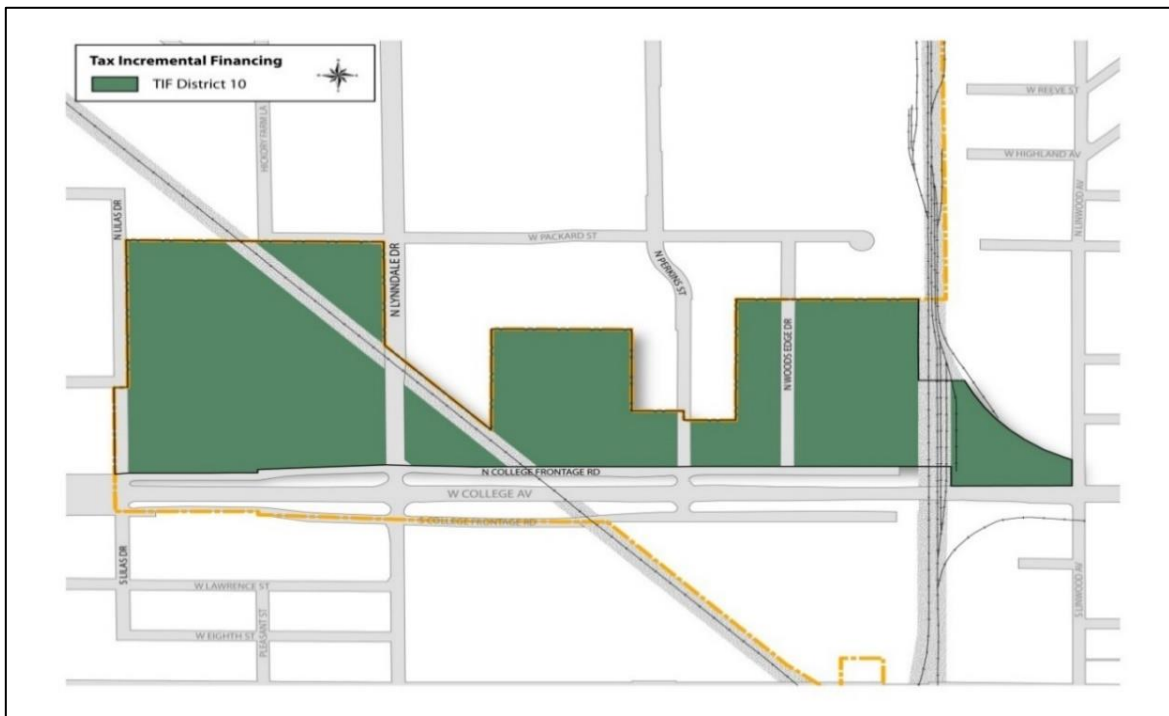 Tax Incremental Financing
TIF District 10
HICKORY FARM LA
W REEVE ST
W HIGHLAND AV
N LINWOOD AV
N LILAS DR
N LYNNDALE DR
W PACKARD ST
N PERKINS ST
N WOODS EDGE DR
N COLLEGE FRONTAGE RD
W COLLEGE AV
S COLLEGE FRONTAGE RD
S LILAS DR
W LAWRENCE ST
PLEASANT ST
W EIGHTH ST
S LINWOOD AV